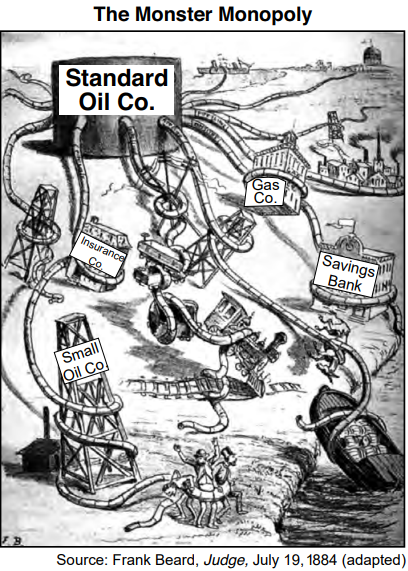 The Monster Monopoly
Standard
Oil Co.
Gas
Co.
Insurance
Co.
Savings
Bank
Small
Oil Co.
F.B.
Source: Frank Beard, Judge, July 19, 1884 (adapted)